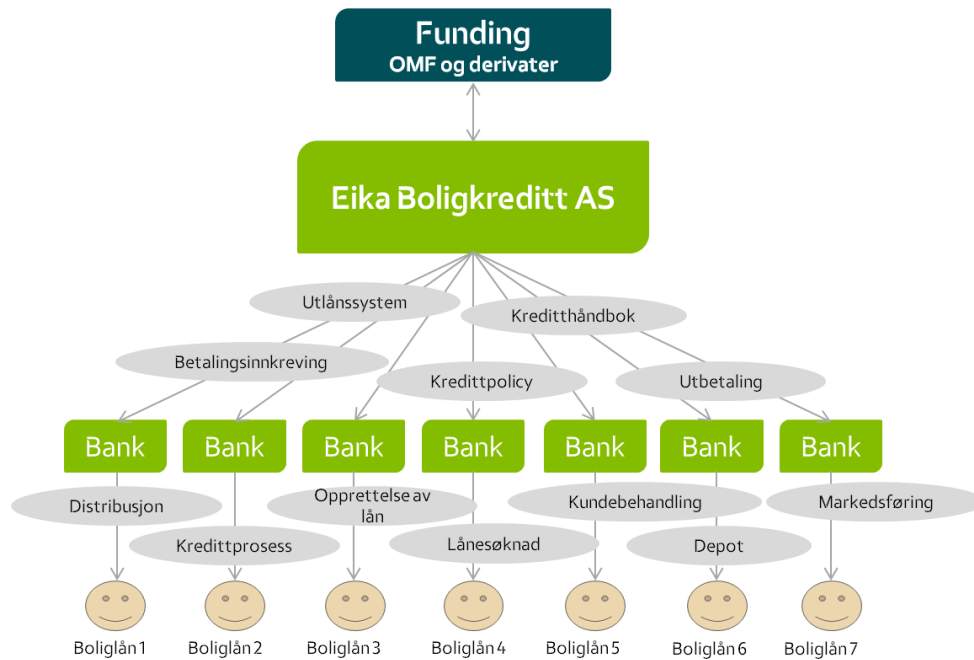 Funding
OMF og derivater
Eika Boligkreditt AS
Utlånssystem
Kreditthåndbok
Betalingsinnkreving
Kredittpolicy
Utbetaling
Bank
Bank
Bank
Bank
Bank
Bank
Bank
Distribusjon
Opprettelse av
lån
Kundebehandling
Markedsføring
Kredittprosess
Lånesøknad
Depot
Boliglån 1
Boliglån 2
Boliglån 3
Boliglån 4
Boliglån 5
Boliglån 6
Boliglån 7